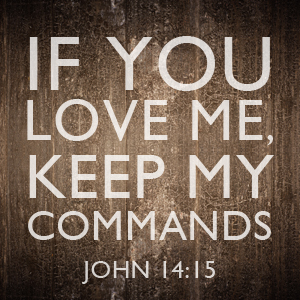 IF YOU
LOVE ME,
KEEP MY
COMMANDS
JOHN 14:15